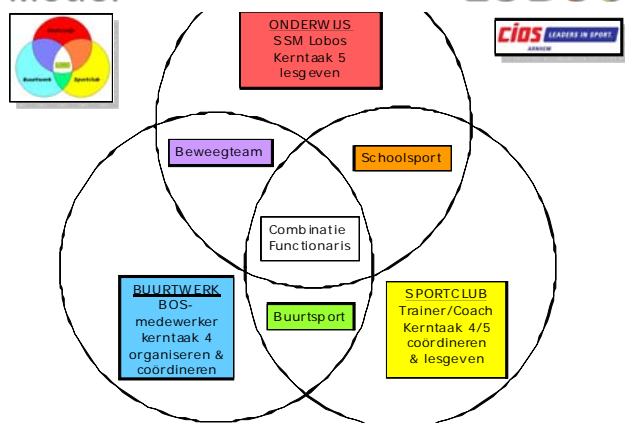 ONDERWIJS
SSM Lobos
Kerntaak 5
lesgeven
CIOS LEADERS IN SPORT.
ARNHEM
Buurtwerk
Sportclub
Beweegteam
Schoolsport
Combinatie
Functionaris
BUURTWERK
BOS-
medewerker
kerntaak 4
organiseren &
coördineren
Buurtsport
SPORTCLUB
Trainer/Coach
Kerntaak 4/5
coördineren
& lesgeven